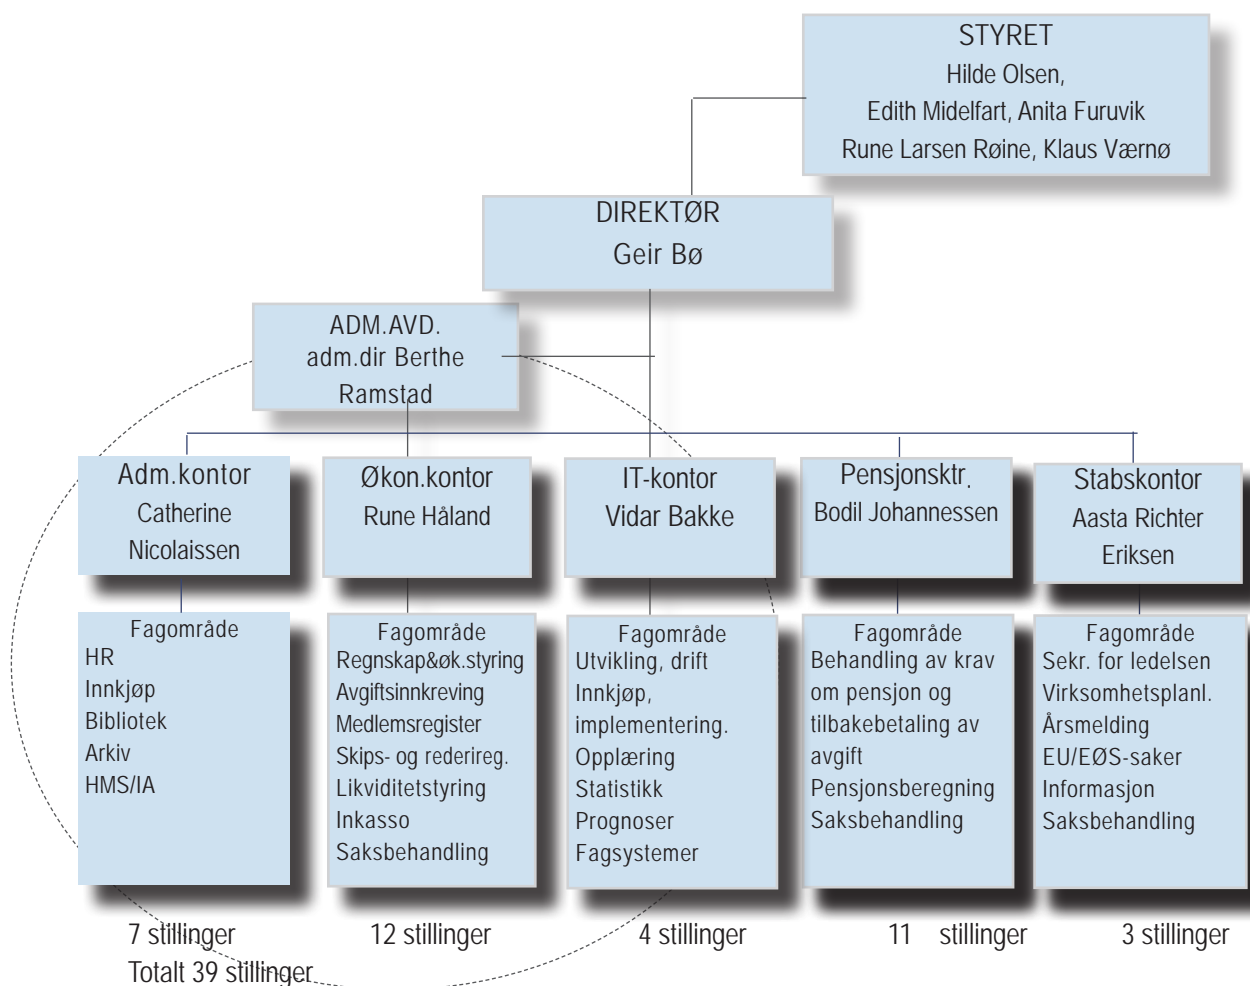 STYRET
Hilde Olsen,
Edith Midelfart, Anita Furuvik
Rune Larsen Røine, Klaus Værnø
DIREKTØR
Geir Bø
ADM.AVD.
adm.dir Berthe
Ramstad
Adm.kontor
Catherine
Nicolaissen
Økon.kontor
Rune Håland
IT-kontor
Vidar Bakke
Pensjonsktr.
Bodil Johannessen
Stabskontor
Aasta Richter
Eriksen
Fagområde
HR
Innkjøp
Bibliotek
Arkiv
HMS/IA
Fagområde
Regnskap&øk.styring
Avgiftsinnkreving
Medlemsregister
Skips- og rederireg.
Likviditetstyring
Inkasso
Saksbehandling
Fagområde
Utvikling, drift
Innkjøp,
implementering.
Opplæring
Statistikk
Prognoser
Fagsystemer
Fagområde
Behandling av krav
om pensjon og
tilbakebetaling av
avgift
Pensjonsberegning
Saksbehandling
Fagområde
Sekr. for ledelsen
Virksomhetsplanl.
Årsmelding
EU/EØS-saker
Informasjon
Saksbehandling
7 stillinger
12 stillinger
4 stillinger
11 stillinger
3 stillinger
Totalt 39 stillinger